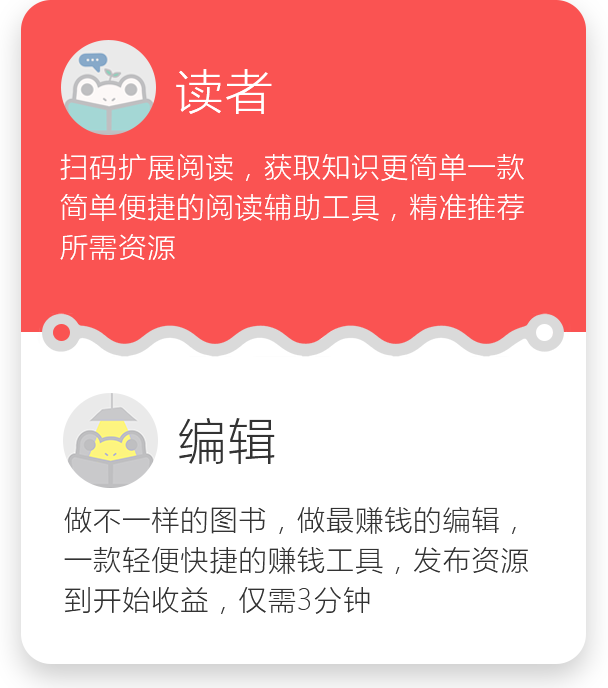 读者
扫码扩展阅读，获取知识更简单一款
简单便捷的阅读辅助工具，精准推荐
所需资源
编辑
做不一样的图书，做最赚钱的编辑，
一款轻便快捷的赚钱工具，发布资源
到开始收益，仅需3分钟